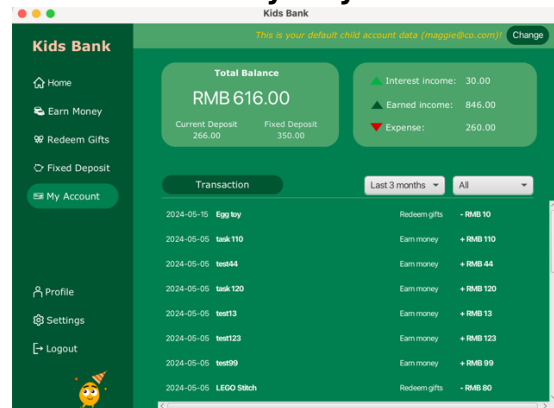 Kids Bank
This is your default child account data (maggie@co.com)! Change
Kids Bank
Home
Earn Money
Redeem Gifts
Fixed Deposit
My Account
Profile
Settings
Logout
Total Balance
RMB 616.00
Current Deposit Fixed Deposit
266.00 350.00
Interest income: 30.00
Earned income: 846.00
Expense: 260.00
Transaction Last 3 months All
2024-05-15 Egg toy Redeem gifts - RMB 10
2024-05-05 task 110 Earn money + RMB 110
2024-05-05 test44 Earn money + RMB 44
2024-05-05 task 120 Earn money + RMB 120
2024-05-05 test13 Earn money + RMB 13
2024-05-05 test123 Earn money + RMB 123
2024-05-05 test99 Earn money + RMB 99
2024-05-05 LEGO Stitch Redeem gifts - RMB 80